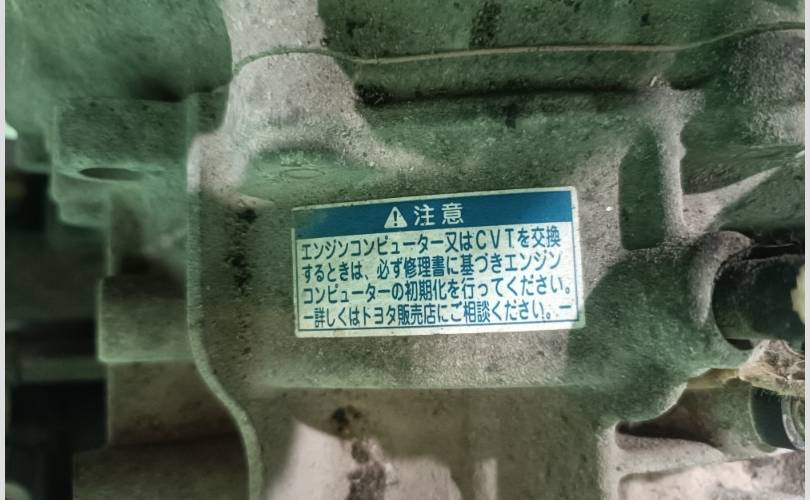 注意
エンジンコンピューター又はCVTを交換
するときは、必ず修理書に基づきエンジン
コンピューターの初期化を行ってください。
ー詳しくはトヨタ販売店にご相談ください。ー